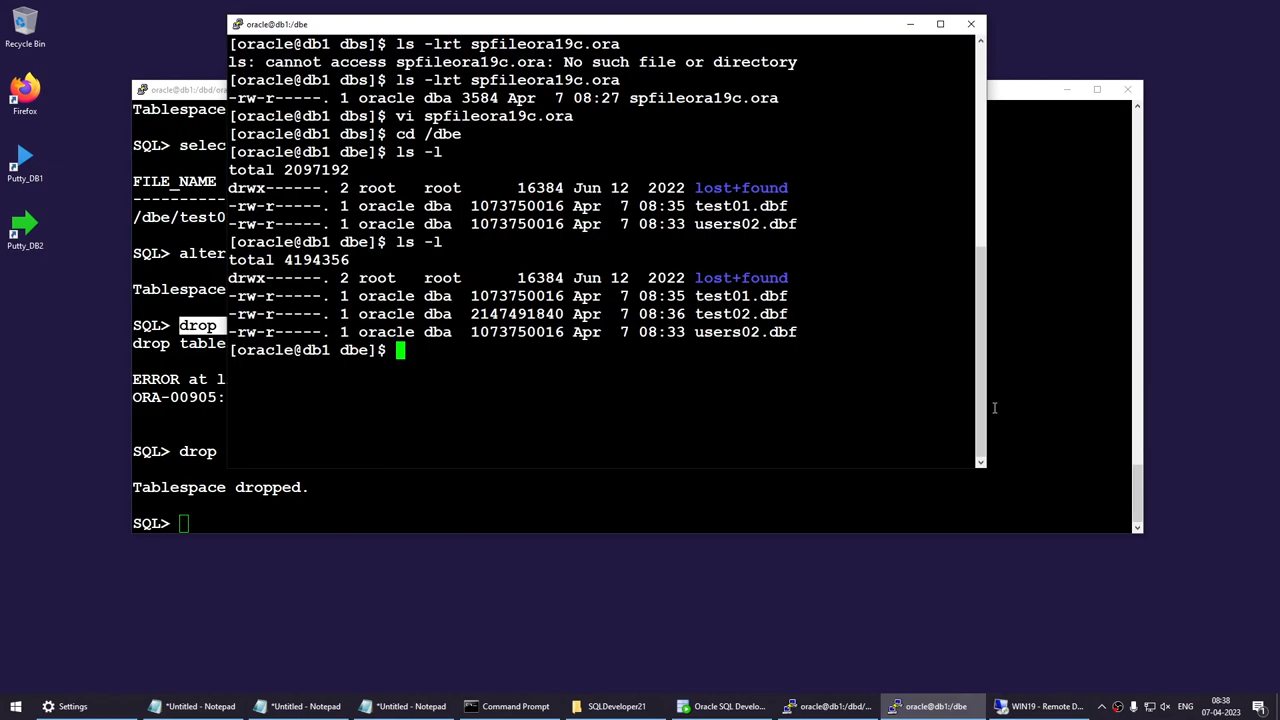 Recycle Bin
Firefox
Putty_DB1
Putty_DB2
oracle@db1:/dbe
[oracle@db1 dbs]$ ls -lrt spfileora19c.ora
ls: cannot access spfileora19c.ora: No such file or directory
[oracle@db1 dbs]$ ls -lrt spfileora19c.ora
-rw-r-----. 1 oracle dba 3584 Apr  7 08:27 spfileora19c.ora
[oracle@db1 dbs]$ vi spfileora19c.ora
[oracle@db1 dbs]$ cd /dbe
[oracle@db1 dbe]$ ls -l
total 2097192
drwx------. 2 root   root      16384 Jun 12  2022 lost+found
-rw-r-----. 1 oracle dba  1073750016 Apr  7 08:35 test01.dbf
-rw-r-----. 1 oracle dba  1073750016 Apr  7 08:33 users02.dbf
[oracle@db1 dbe]$ ls -l
total 4194356
drwx------. 2 root   root      16384 Jun 12  2022 lost+found
-rw-r-----. 1 oracle dba  1073750016 Apr  7 08:35 test01.dbf
-rw-r-----. 1 oracle dba  2147491840 Apr  7 08:36 test02.dbf
-rw-r-----. 1 oracle dba  1073750016 Apr  7 08:33 users02.dbf
[oracle@db1 dbe]$
oracle@db1:/dbd/ora
Tablespace
SQL> selec
FILE_NAME
----------
/dbe/test0
SQL> alter
Tablespace
SQL> drop
drop table
ERROR at l
ORA-00905:
SQL> drop
Tablespace dropped.
SQL>
Settings
*Untitled - Notepad
*Untitled - Notepad
*Untitled - Notepad
Command Prompt
SQLDeveloper21
Oracle SQL Develo...
oracle@db1:/dbd/...
oracle@db1:/dbe
WIN19 - Remote D...
ENG
08:38
07-04-2023